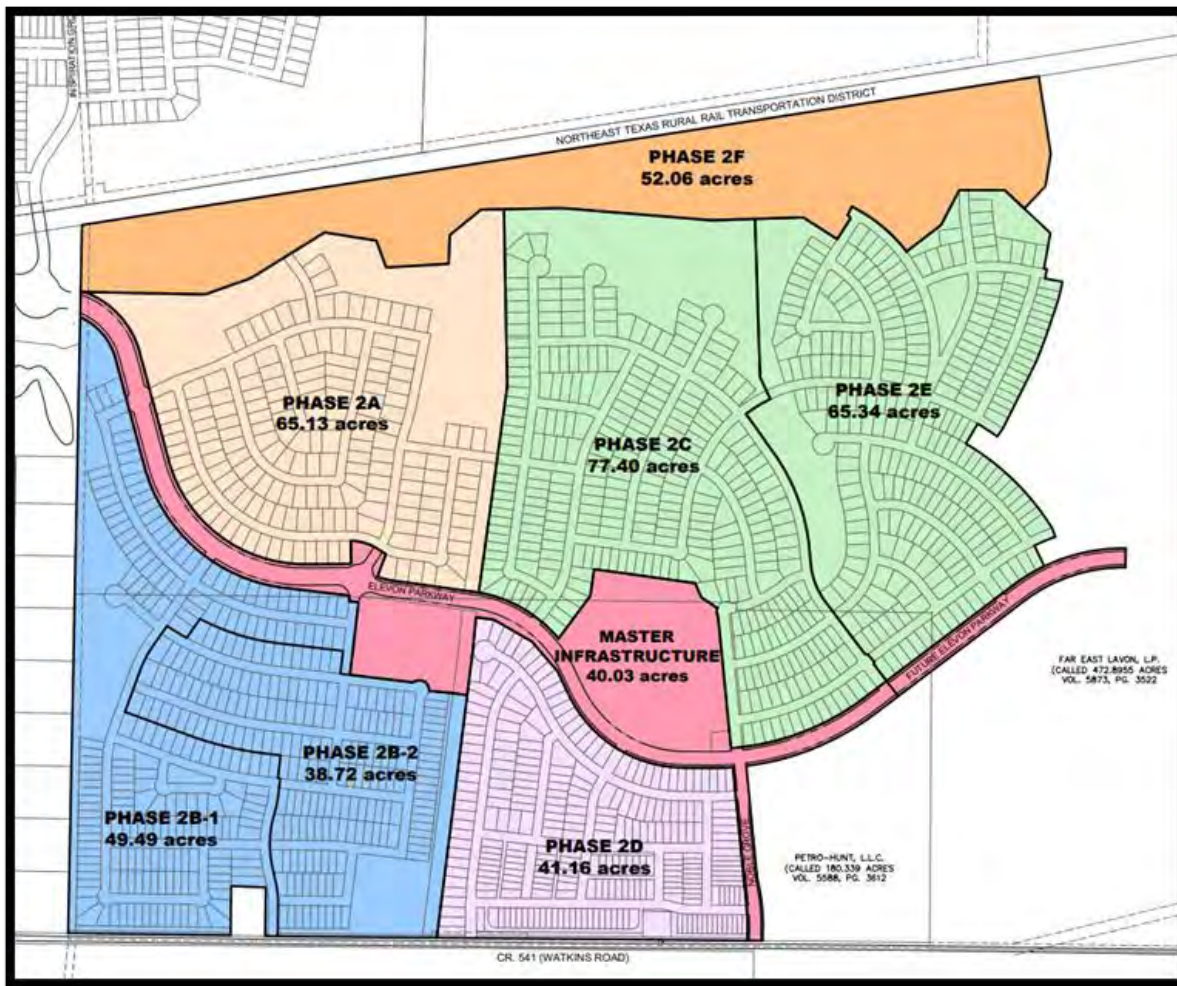 INSPIRATION
NORTHEAST TEXAS RURAL RAIL TRANSPORTATION DISTRICT
PHASE 2F
52.06 acres
PHASE 2A
65.13 acres
PHASE 2C
77.40 acres
PHASE 2E
65.34 acres
ELEVON PARKWAY
MASTER
INFRASTRUCTURE
40.03 acres
FUTURE ELEVON PARKWAY
FAR EAST LAVON, L.P.
(CALLED 472.8955 ACRES
VOL. 5873, PG. 3522
PHASE 2B-2
38.72 acres
PHASE 2B-1
49.49 acres
PHASE 2D
41.16 acres
NOBLE GROVE
PETRO-HUNT, L.L.C.
(CALLED 180.339 ACRES
VOL. 5588, PG. 3612
CR. 541 (WATKINS ROAD)